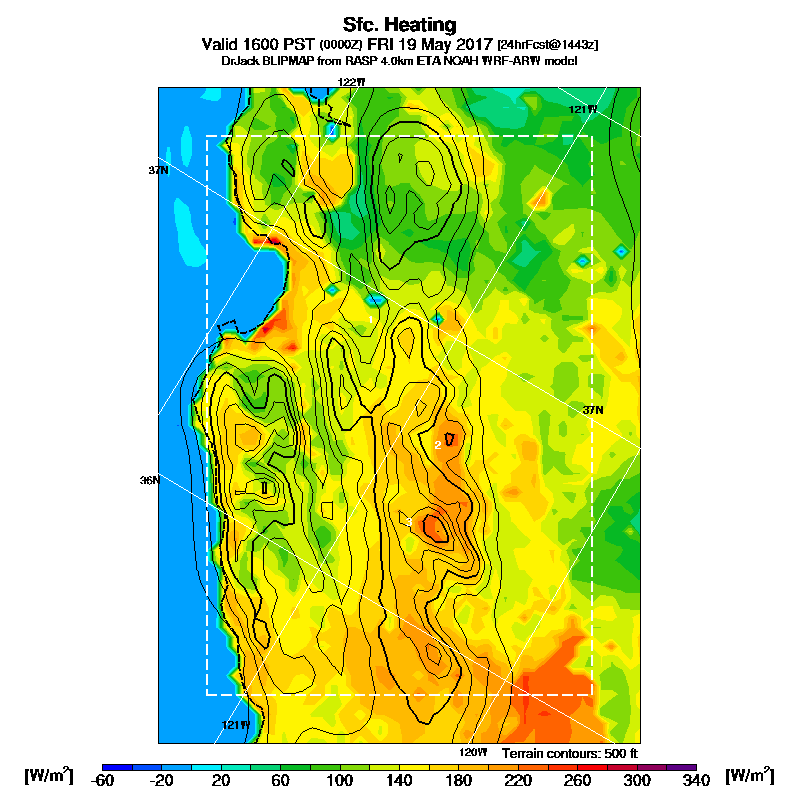 Sfc. Heating
Valid 1600 PST (0000Z) FRI 19 May 2017 [24hrFcst@1443z]
DrJack BLIPMAP from RASP 4.0km ETA NOAH WRF-ARW model
122W
121W
37N
1
37N
2
36N
121W
120W
Terrain contours: 500 ft
[W/m²] -60 -20 20 60 100 140 180 220 260 300 340 [W/m²]